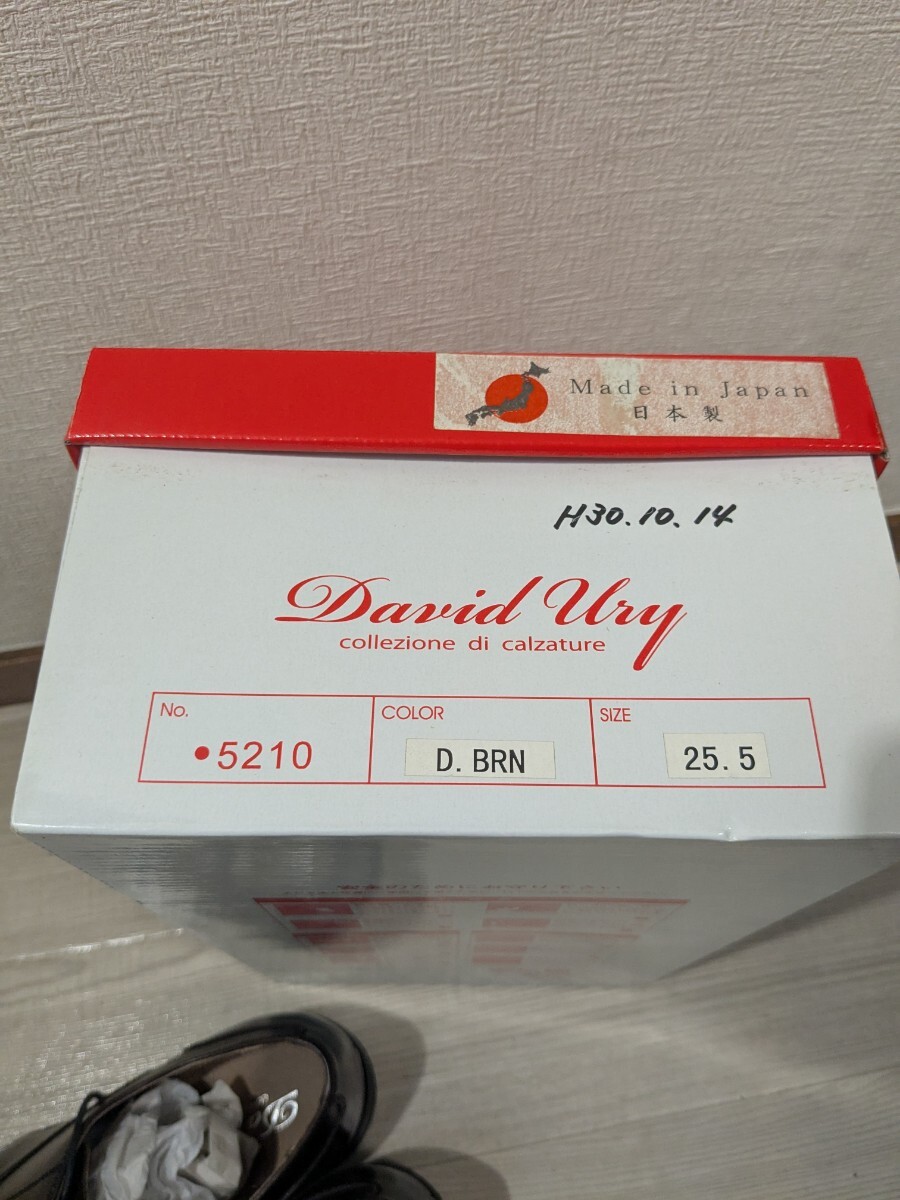 Made in Japan
日本製
H30.10.14
David Ury
collezione di calzature
No.
•5210
COLOR
D. BRN
SIZE
25.5